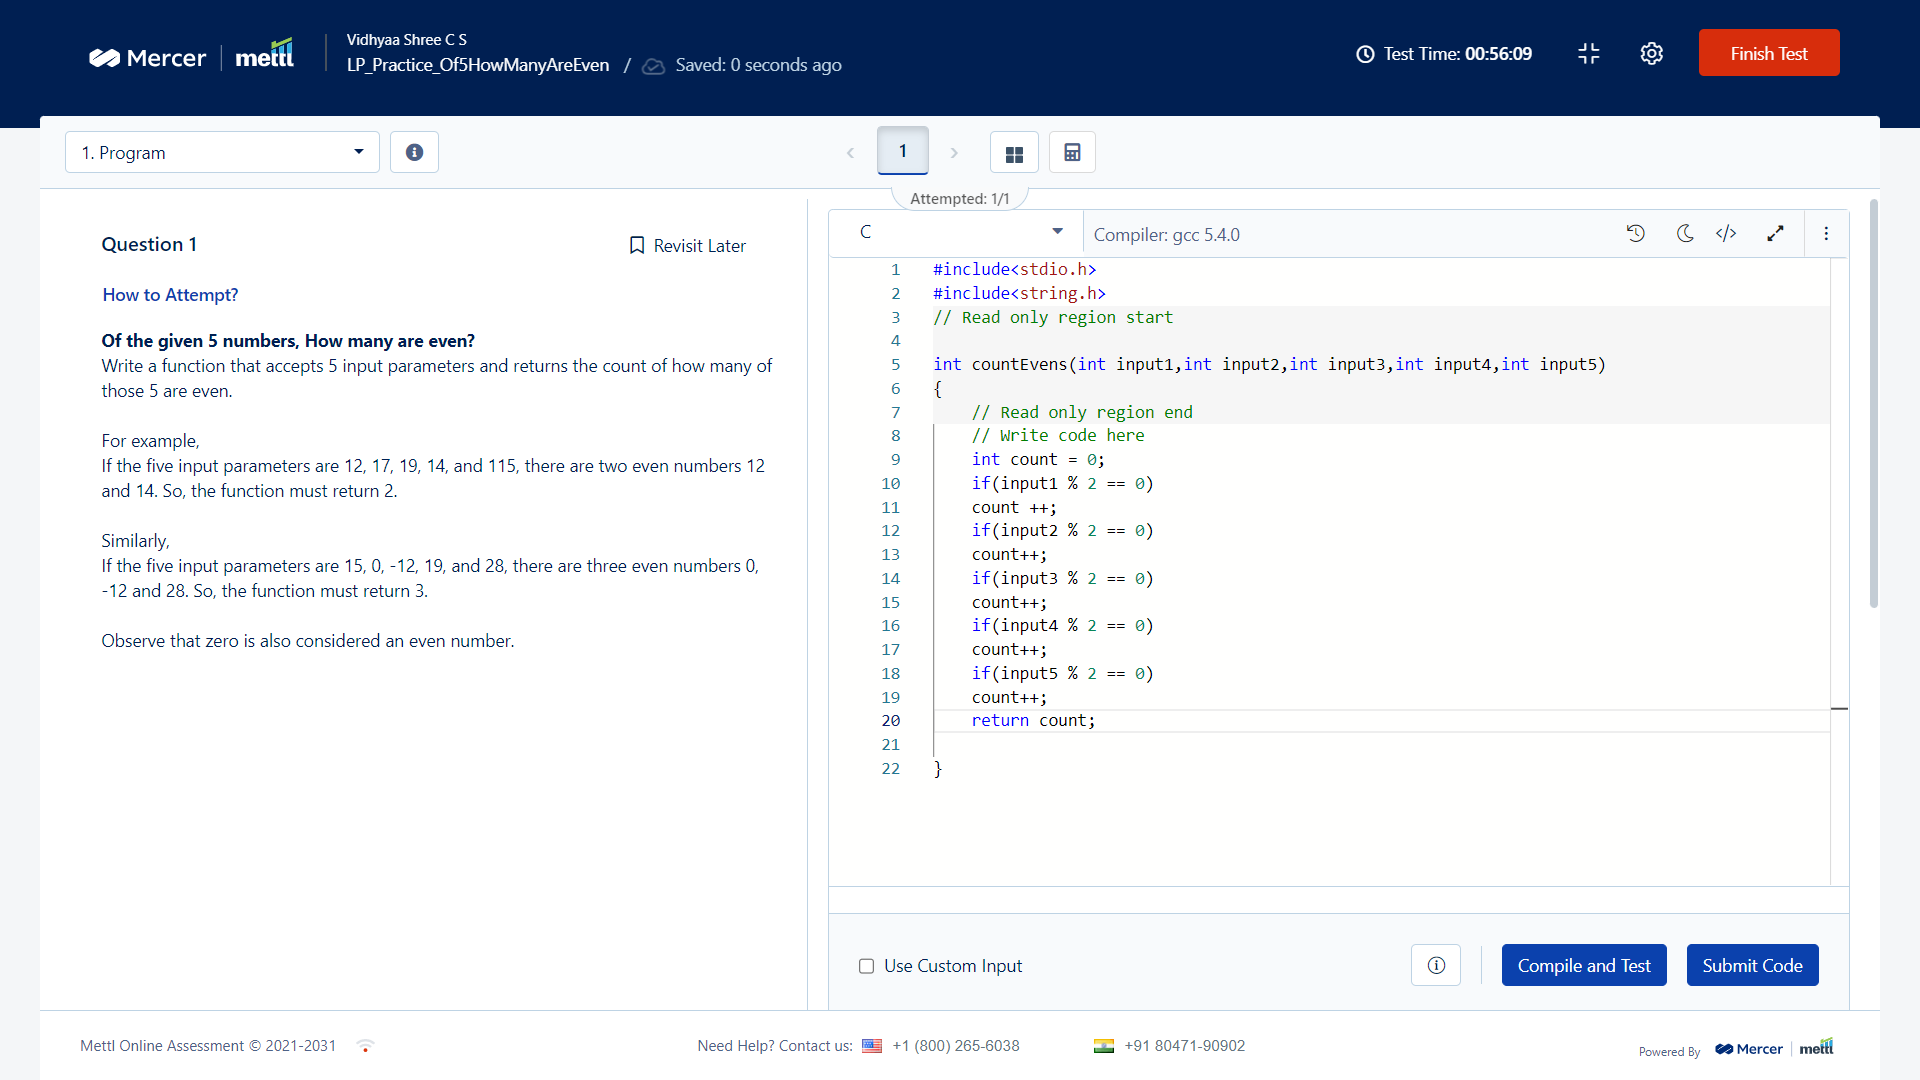 Mercer | mettl
Vidhyaa Shree C S
LP_Practice_Of5HowManyAreEven / Saved: 0 seconds ago
Test Time: 00:56:09
Finish Test
1. Program
1
Attempted: 1/1
Question 1
Revisit Later
How to Attempt?
Of the given 5 numbers, How many are even?
Write a function that accepts 5 input parameters and returns the count of how many of
those 5 are even.
For example,
If the five input parameters are 12, 17, 19, 14, and 115, there are two even numbers 12
and 14. So, the function must return 2.
Similarly,
If the five input parameters are 15, 0, -12, 19, and 28, there are three even numbers 0,
-12 and 28. So, the function must return 3.
Observe that zero is also considered an even number.
C
Compiler: gcc 5.4.0
1 #include<stdio.h>
2 #include<string.h>
3 // Read only region start
4
5 int countEvens(int input1,int input2,int input3,int input4,int input5)
6 {
7 // Read only region end
8 // Write code here
9 int count = 0;
10 if(input1 % 2 == 0)
11 count ++;
12 if(input2 % 2 == 0)
13 count++;
14 if(input3 % 2 == 0)
15 count++;
16 if(input4 % 2 == 0)
17 count++;
18 if(input5 % 2 == 0)
19 count++;
20 return count;
21
22 }
Use Custom Input
Compile and Test
Submit Code
Mettl Online Assessment © 2021-2031
Need Help? Contact us: +1 (800) 265-6038
+91 80471-90902
Powered By Mercer | mettl